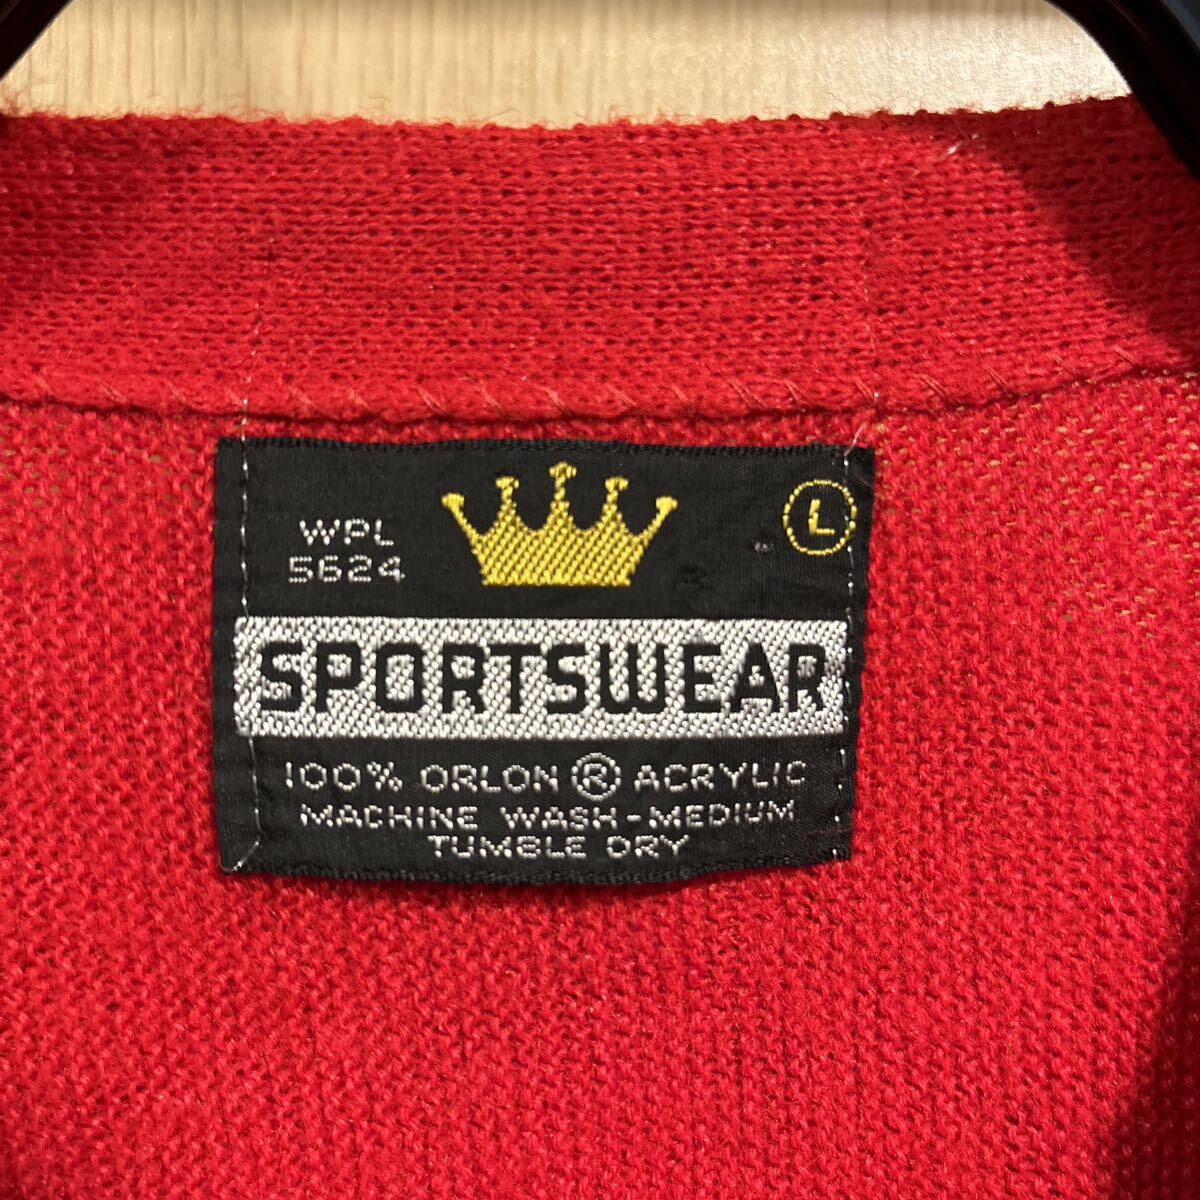 WPL
5624
L
SPORTSWEAR
100% ORLON ® ACRYLIC
MACHINE WASH-MEDIUM
TUMBLE DRY